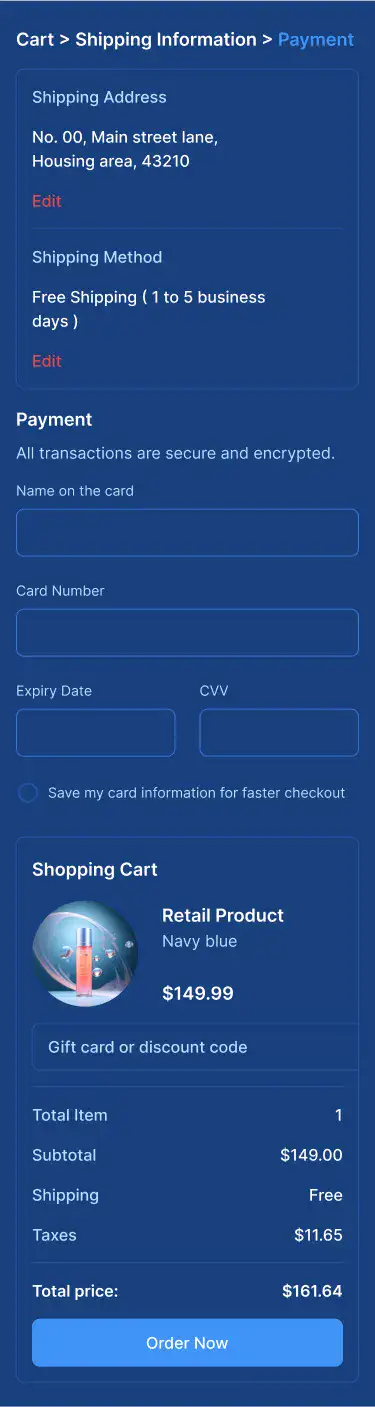 Cart > Shipping Information > Payment
Shipping Address
No. 00, Main street lane,
Housing area, 43210
Edit
Shipping Method
Free Shipping ( 1 to 5 business
days )
Edit
Payment
All transactions are secure and encrypted.
Name on the card
Card Number
Expiry Date CVV
Save my card information for faster checkout
Shopping Cart
Retail Product
Navy blue
$149.99
Gift card or discount code
Total Item 1
Subtotal $149.00
Shipping Free
Taxes $11.65
Total price: $161.64
Order Now